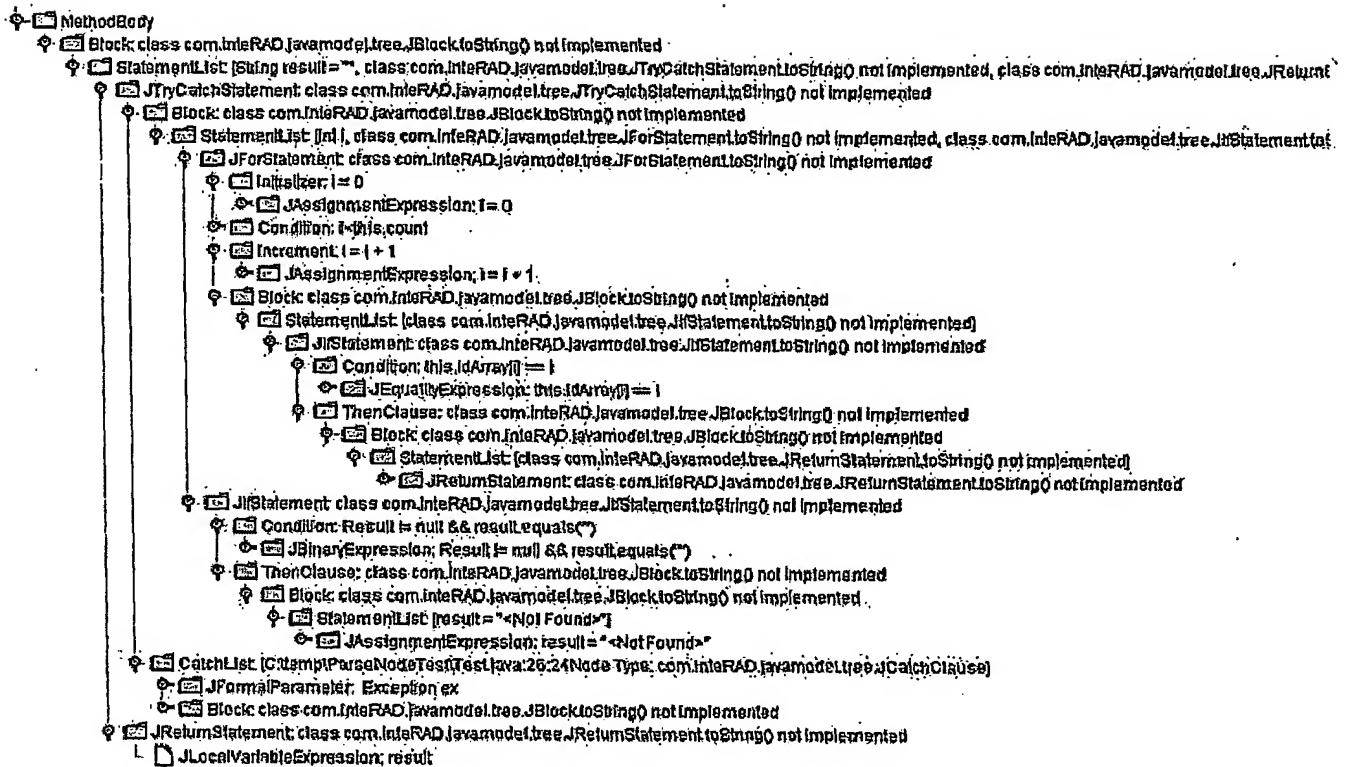 MethodBody
Block: class com.inteRAD.javamodel.tree.JBlock.toString() not implemented
StatementList: [String result="", class com.inteRAD.javamodel.tree.JTryCatchStatement.toString() not implemented, class com.inteRAD.javamodel.tree.JReturnt
JTryCatchStatement: class com.inteRAD.javamodel.tree.JTryCatchStatement.toString() not implemented
Block: class com.inteRAD.javamodel.tree.JBlock.toString() not implemented
StatementList: [int i, class com.inteRAD.javamodel.tree.JForStatement.toString() not implemented, class com.inteRAD.javamodel.tree.JIfStatement.tos
JForStatement: class com.inteRAD.javamodel.tree.JForStatement.toString() not implemented
Initializer: i = 0
JAssignmentExpression: i = 0
Condition: i<this.count
Increment: i = i + 1
JAssignmentExpression: i = i + 1
Block: class com.inteRAD.javamodel.tree.JBlock.toString() not implemented
StatementList: [class com.inteRAD.javamodel.tree.JIfStatement.toString() not implemented]
JIfStatement: class com.inteRAD.javamodel.tree.JIfStatement.toString() not implemented
Condition: this.idArray[i] == i
JEqualityExpression: this.idArray[i] == i
ThenClause: class com.inteRAD.javamodel.tree.JBlock.toString() not implemented
Block: class com.inteRAD.javamodel.tree.JBlock.toString() not implemented
StatementList: [class com.inteRAD.javamodel.tree.JReturnStatement.toString() not implemented]
JReturnStatement: class com.inteRAD.javamodel.tree.JReturnStatement.toString() not implemented
JIfStatement: class com.inteRAD.javamodel.tree.JIfStatement.toString() not implemented
Condition: Result != null && result.equals("")
JBinaryExpression: Result != null && result.equals("")
ThenClause: class com.inteRAD.javamodel.tree.JBlock.toString() not implemented
Block: class com.inteRAD.javamodel.tree.JBlock.toString() not implemented
StatementList: [result = "<Not Found>"]
JAssignmentExpression: result = "<Not Found>"
CatchList: [C:\temp\ParseNodeTest\Test.java:26:24Node Type: com.inteRAD.javamodel.tree.JCatchClause]
JFormalParameter: Exception ex
Block: class com.inteRAD.javamodel.tree.JBlock.toString() not implemented
JReturnStatement: class com.inteRAD.javamodel.tree.JReturnStatement.toString() not implemented
JLocalVariableExpression: result